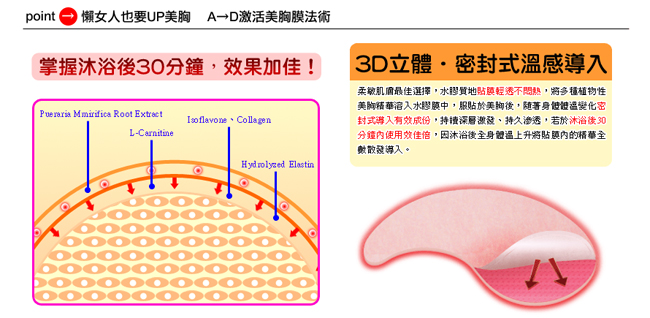 point → 懶女人也要UP美胸 A→D激活美胸膜法術
掌握沐浴後30分鐘，效果加佳！
Pueraria Mmirifica Root Extract
L-Carnitine
Isoflavone、Collagen
Hydrolyzed Elastin
3D立體・密封式溫感導入
柔敏肌膚最佳選擇，水膠質地貼膜輕透不悶熱，將多種植物性
美胸精華溶入水膠膜中，服貼於美胸後，隨著身體體溫變化密
封式導入有效成份，持續深層激發、持久滲透，若於沐浴後30
分鐘內使用效佳倍，因沐浴後全身體溫上升將貼膜內的精華全
數散發導入。